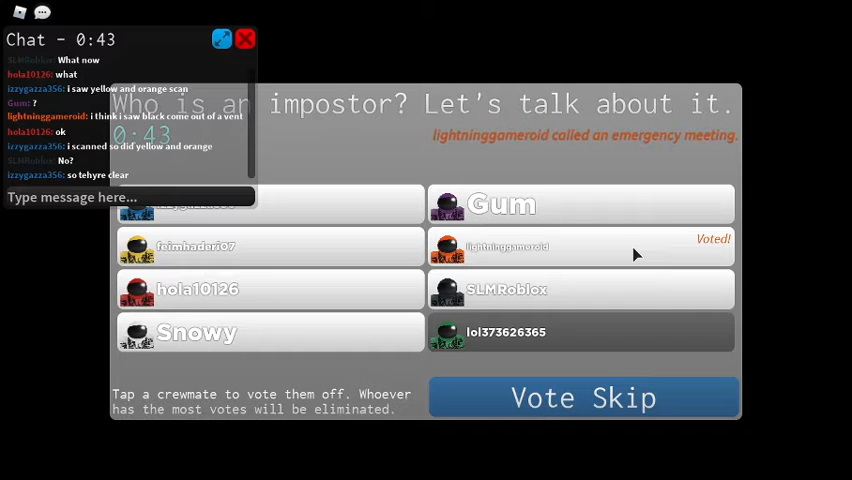 Chat - 0:43
SLMRoblox: What now
hola10126: what
izzygazza356: i saw yellow and orange scan
Gum: ?
lightninggameroid: i think i saw black come out of a vent
hola10126: ok
izzygazza356: i scanned so did yellow and orange
SLMRoblox: No?
izzygazza356: so tehyre clear
Type message here...
Who is an impostor? Let's talk about it.
0:43
lightninggameroid called an emergency meeting.
Gum
feimhaderi07
lightninggameroid
Voted!
hola10126
SLMRoblox
Snowy
lol373626365
Tap a crewmate to vote them off. Whoever
has the most votes will be eliminated.
Vote Skip